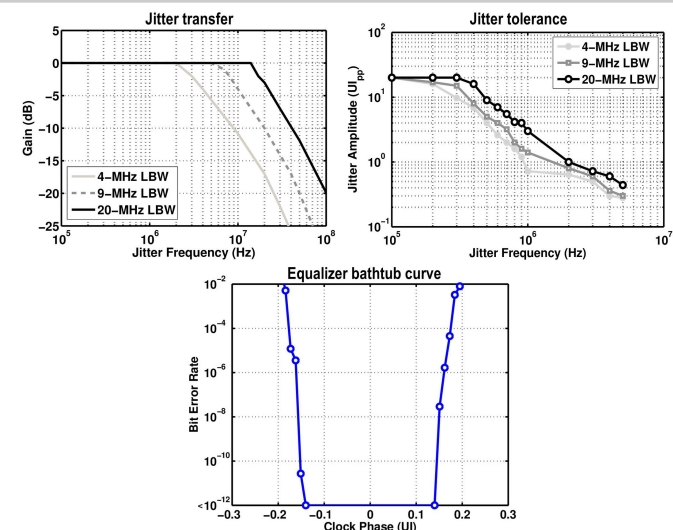 Jitter transfer
5
0
−5
−10
−15
−20
−25
Gain (dB)
4−MHz LBW
9−MHz LBW
20−MHz LBW
10^5
10^6
10^7
10^8
Jitter Frequency (Hz)
Jitter tolerance
10^2
10^1
10^0
10^−1
Jitter Amplitude (UI_pp)
4−MHz LBW
9−MHz LBW
20−MHz LBW
10^5
10^6
10^7
Jitter Frequency (Hz)
Equalizer bathtub curve
10^−2
10^−4
10^−6
10^−8
10^−10
<10^−12
Bit Error Rate
−0.3
−0.2
−0.1
0
0.1
0.2
0.3
Clock Phase (UI)